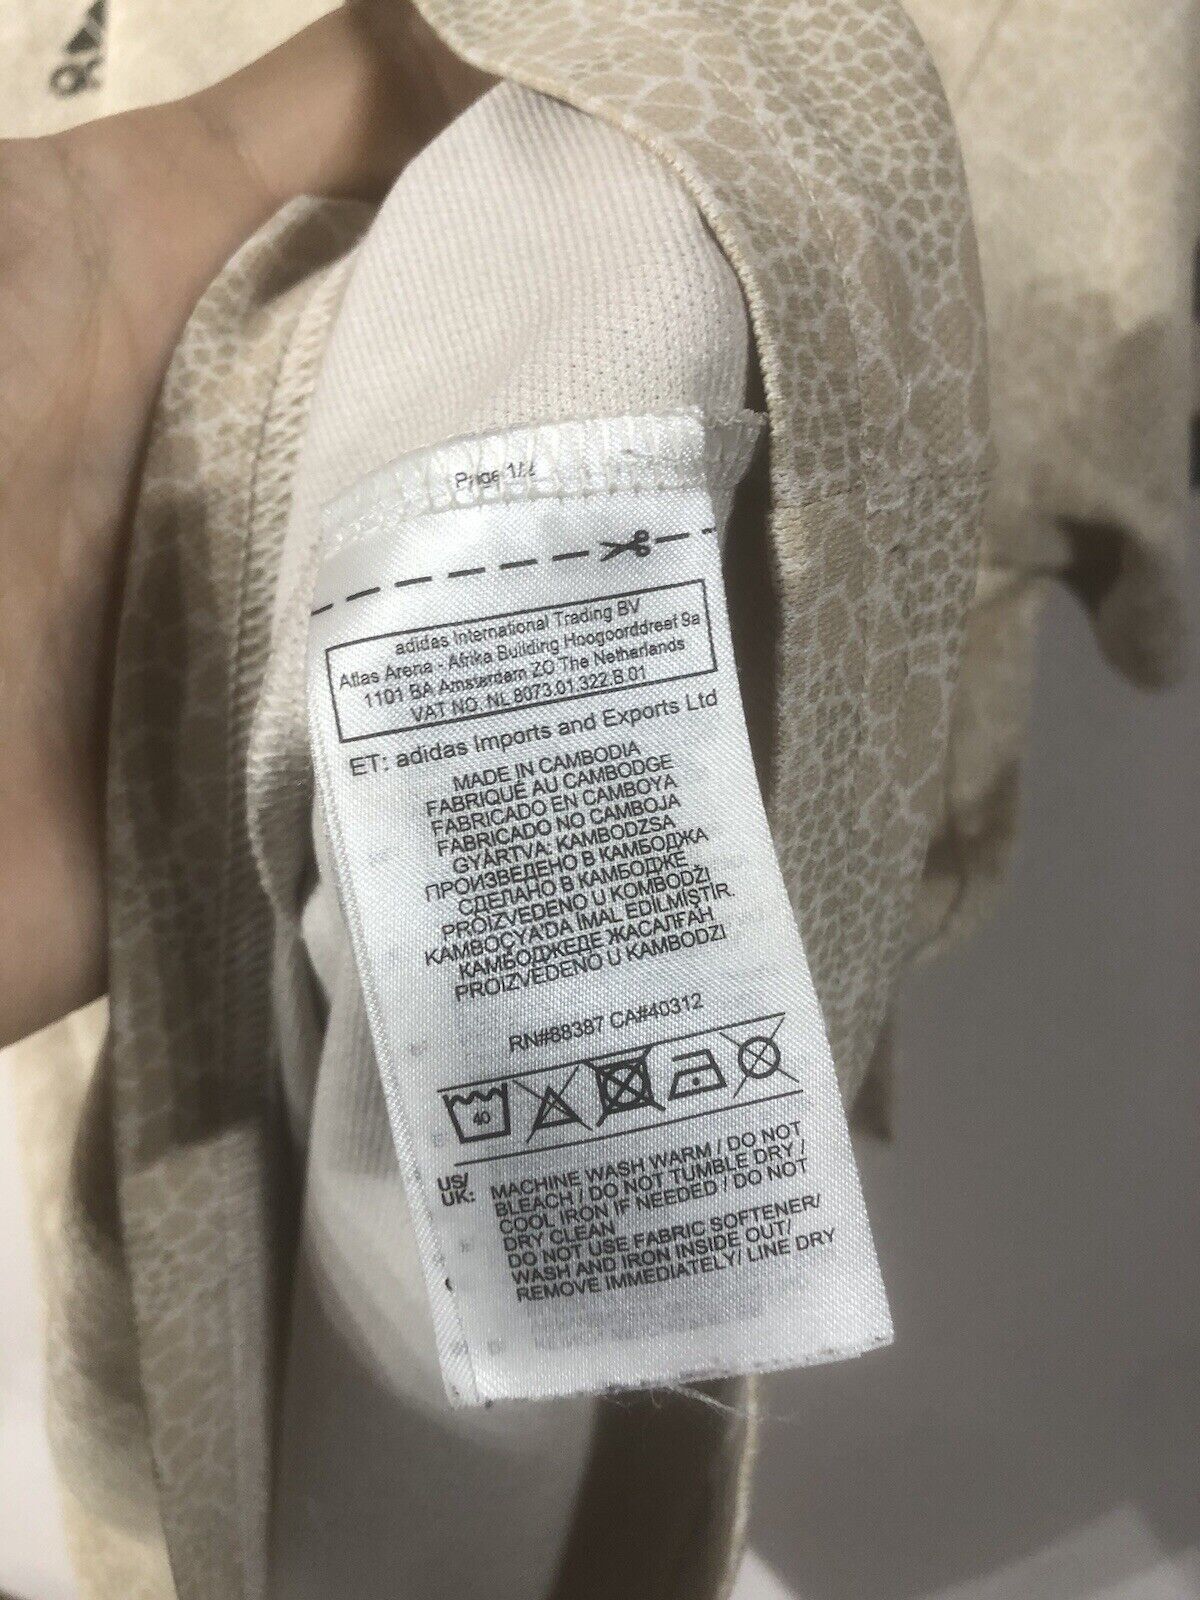 Page 1/
adidas International Trading BV
Atlas Arena - Afrika Building Hoogoorddreef 9a
1101 BA Amsterdam ZO The Netherlands
VAT NO. NL 8073.01.322.B.01
ET: adidas Imports and Exports Ltd
MADE IN CAMBODIA
FABRIQUÉ AU CAMBODGE
FABRICADO EN CAMBOYA
FABRICADO NO CAMBOJA
GYÁRTVA: KAMBODZSA
ПРОИЗВЕДЕНО В КАМБОДЖА
СДЕЛАНО В КАМБОДЖЕ
PROIZVEDENO U KOMBODŽI
KAMBOÇYA'DA İMAL EDİLMİŞTİR.
КАМБОДЖЕДЕ ЖАСАЛҒАН
PROIZVEDENO U KAMBODZI
RN#88387 CA#40312
40
US/
UK:
MACHINE WASH WARM / DO NOT
BLEACH / DO NOT TUMBLE DRY /
COOL IRON IF NEEDED / DO NOT
DRY CLEAN
DO NOT USE FABRIC SOFTENER/
WASH AND IRON INSIDE OUT/
REMOVE IMMEDIATELY/ LINE DRY